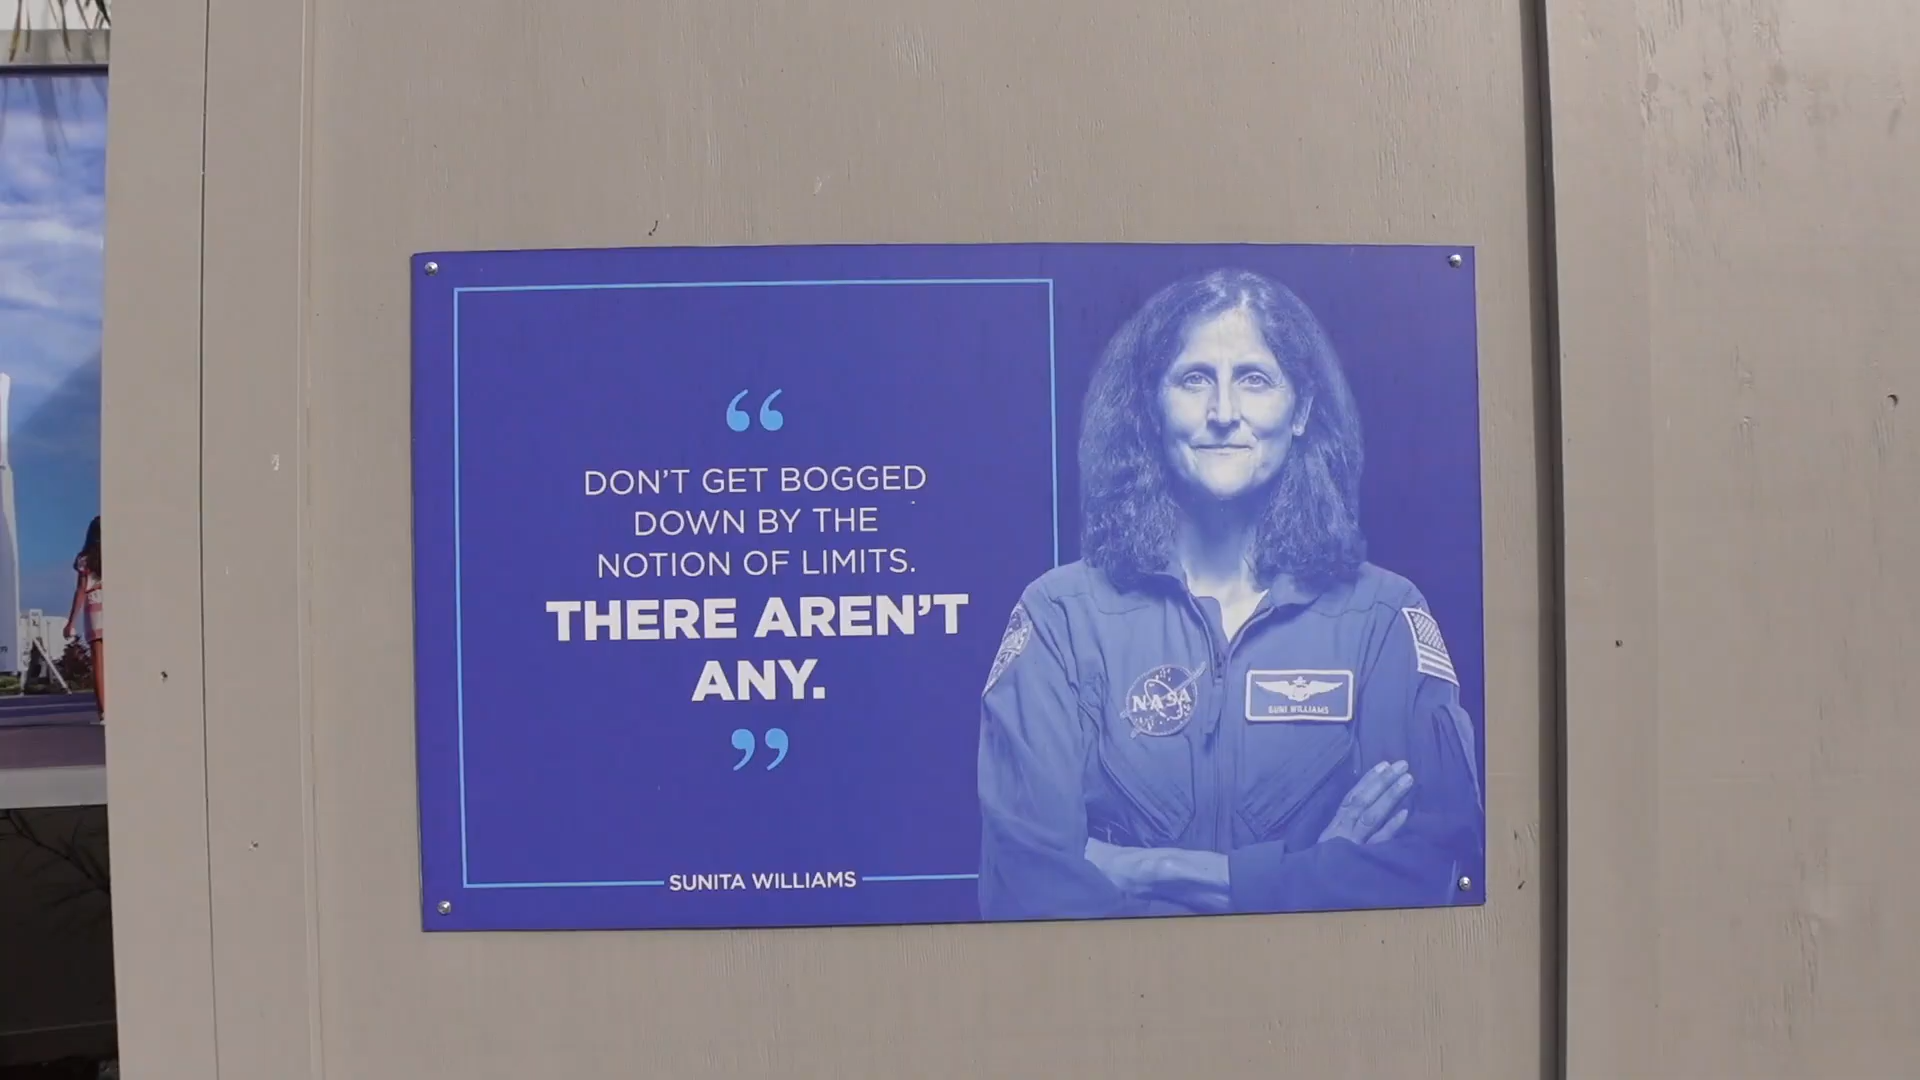 “
DON’T GET BOGGED
DOWN BY THE
NOTION OF LIMITS.
THERE AREN’T
ANY.
”
SUNITA WILLIAMS
NASA
SUNI WILLIAMS